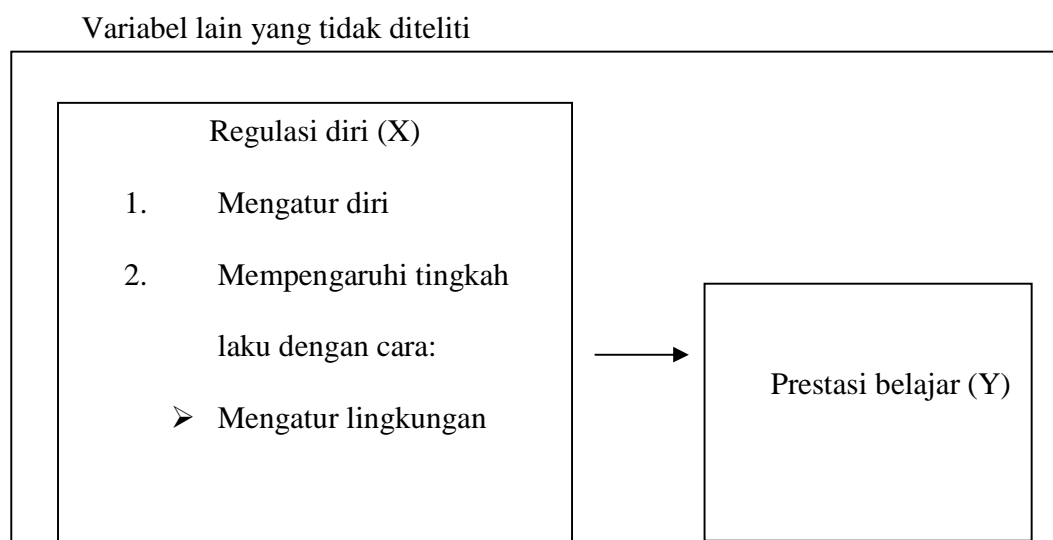 Variabel lain yang tidak diteliti
Regulasi diri (X)
1. Mengatur diri
2. Mempengaruhi tingkah
laku dengan cara:
➢ Mengatur lingkungan
Prestasi belajar (Y)